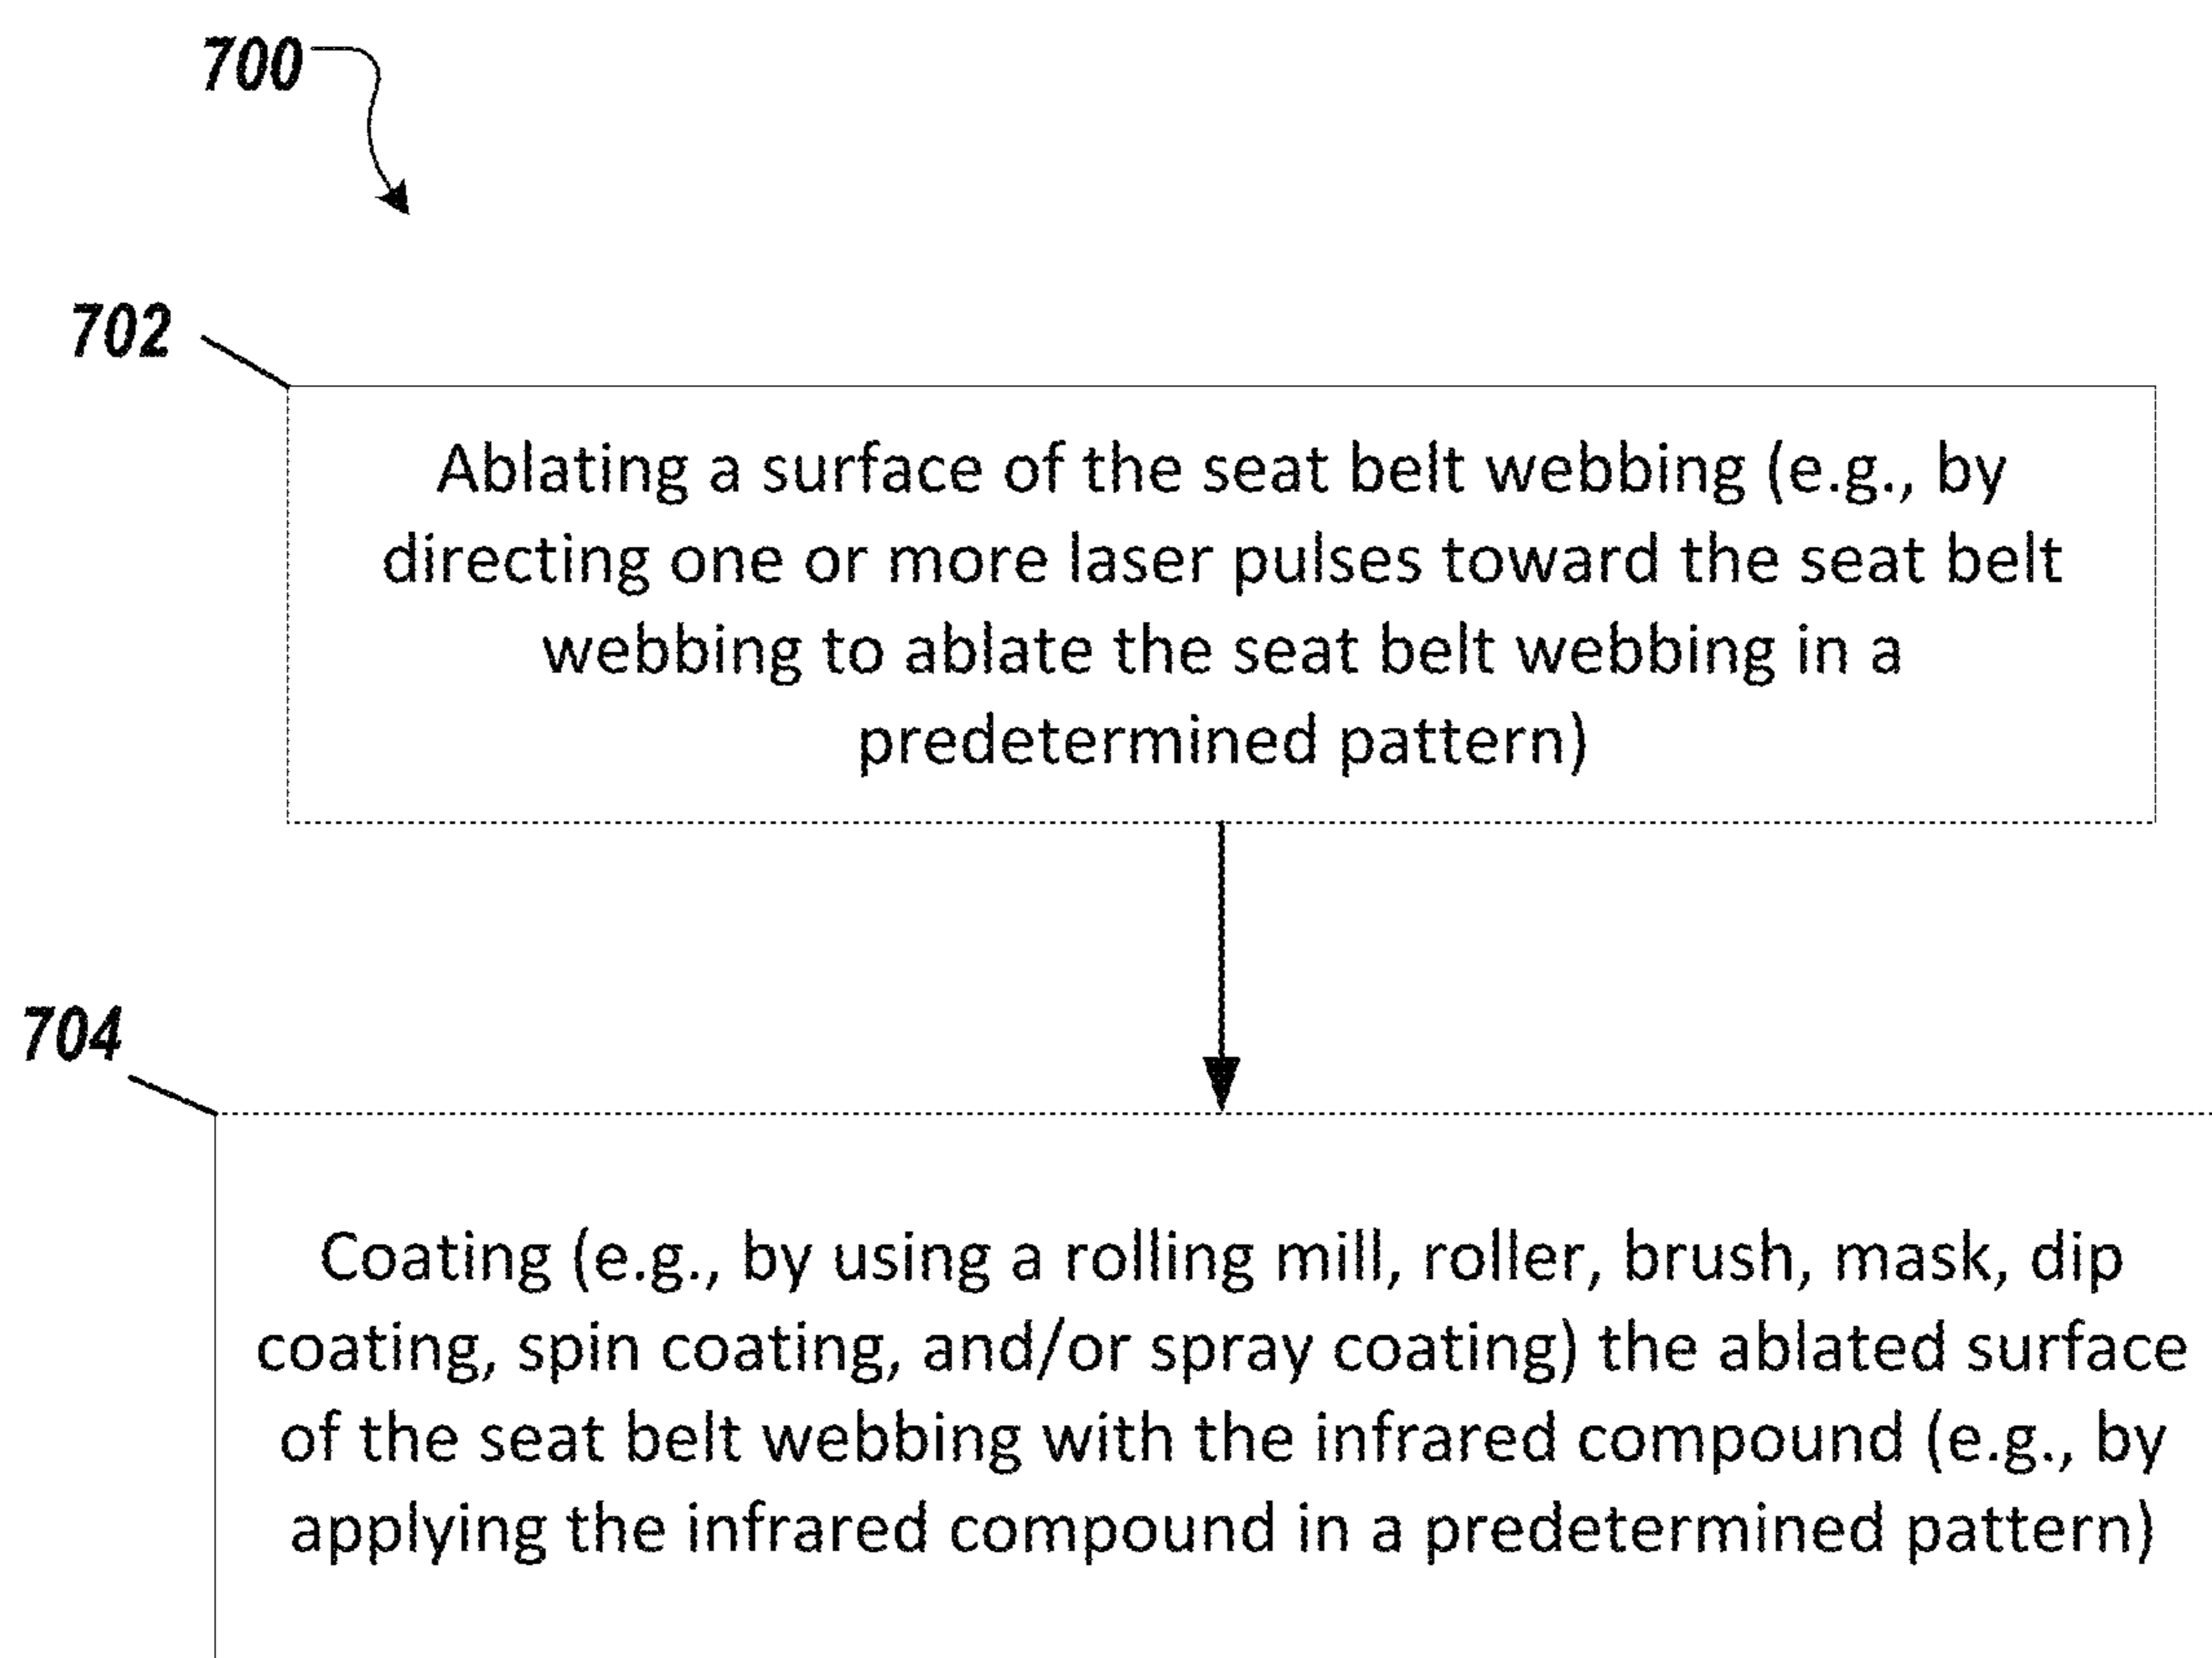 700
702
Ablating a surface of the seat belt webbing (e.g., by
directing one or more laser pulses toward the seat belt
webbing to ablate the seat belt webbing in a
predetermined pattern)
704
Coating (e.g., by using a rolling mill, roller, brush, mask, dip
coating, spin coating, and/or spray coating) the ablated surface
of the seat belt webbing with the infrared compound (e.g., by
applying the infrared compound in a predetermined pattern)